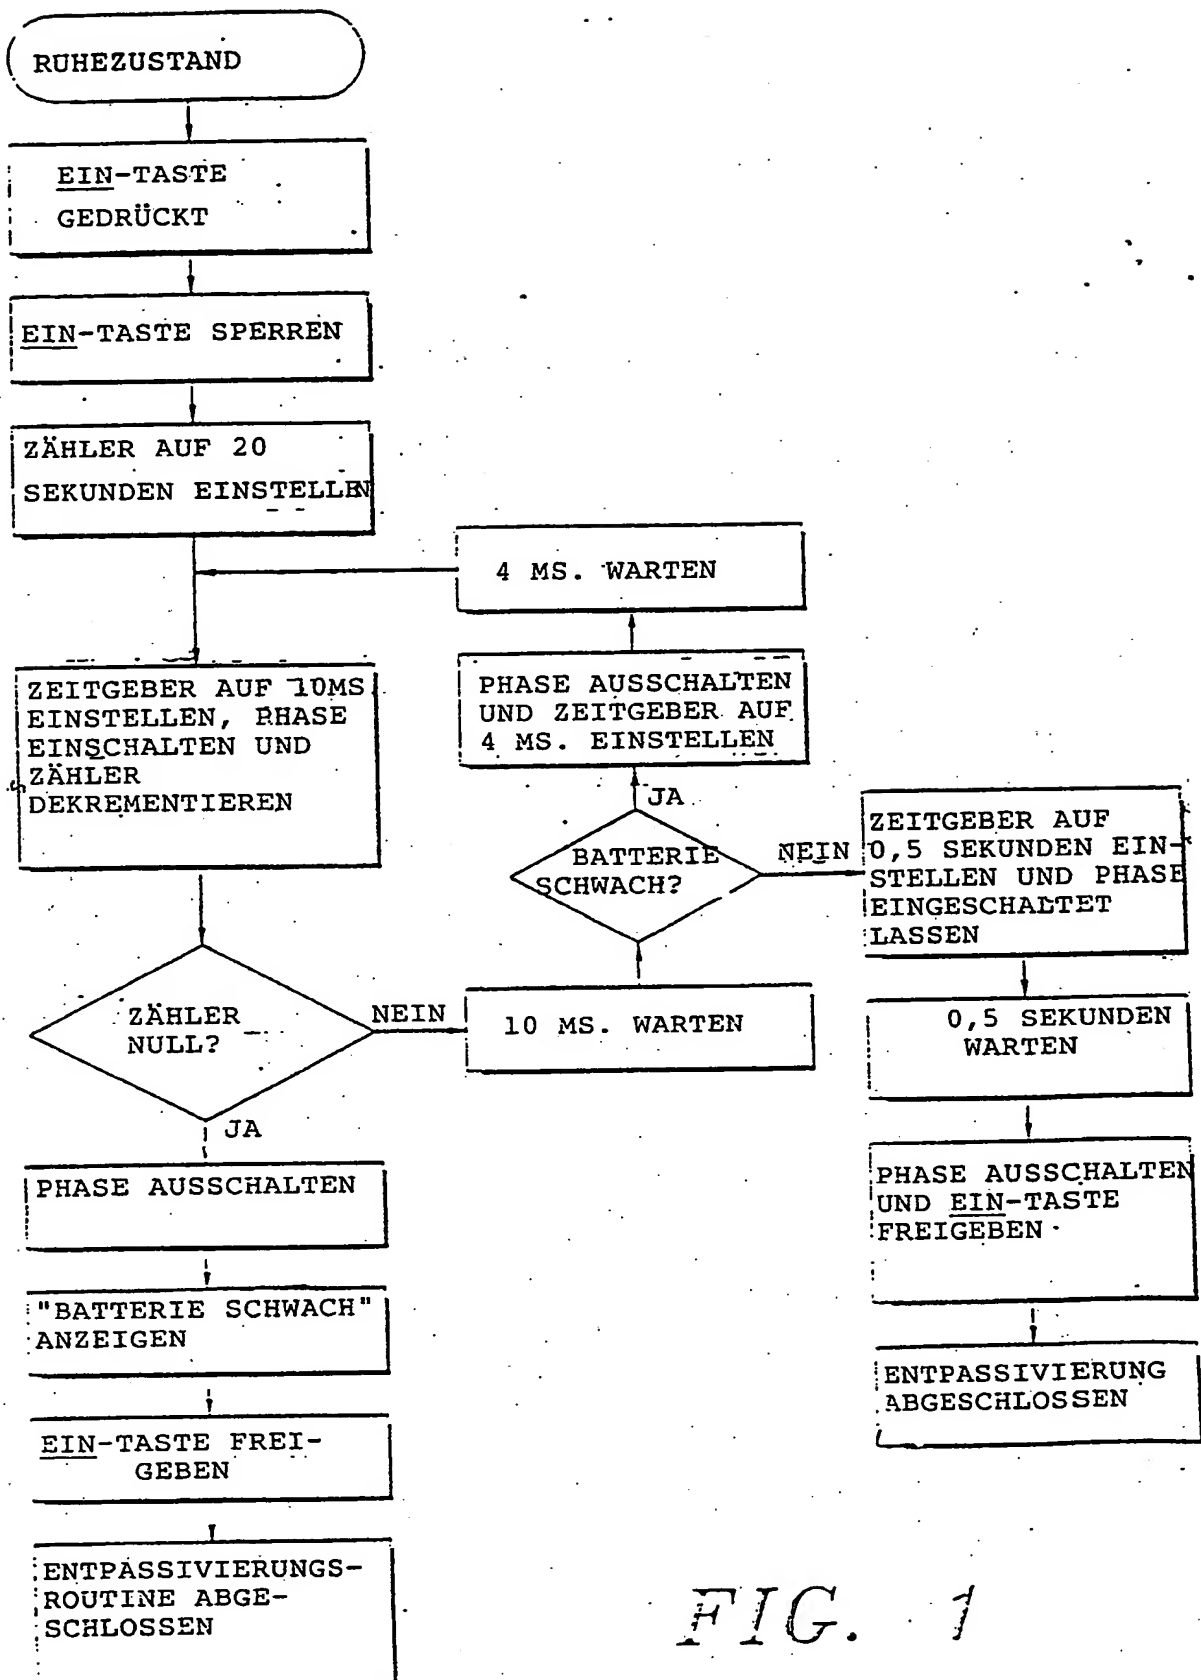 RUHEZUSTAND
EIN-TASTE
GEDRÜCKT
EIN-TASTE SPERREN
ZÄHLER AUF 20
SEKUNDEN EINSTELLEN
4 MS. WARTEN
ZEITGEBER AUF 10MS
EINSTELLEN, PHASE
EINSCHALTEN UND
ZÄHLER
DEKREMENTIEREN
PHASE AUSSCHALTEN
UND ZEITGEBER AUF
4 MS. EINSTELLEN
JA
BATTERIE
SCHWACH?
NEIN
ZEITGEBER AUF
0,5 SEKUNDEN EIN-
STELLEN UND PHASE
EINGESCHALTET
LASSEN
ZÄHLER
NULL?
NEIN
10 MS. WARTEN
0,5 SEKUNDEN
WARTEN
JA
PHASE AUSSCHALTEN
PHASE AUSSCHALTEN
UND EIN-TASTE
FREIGEBEN
"BATTERIE SCHWACH"
ANZEIGEN
ENTPASSIVIERUNG
ABGESCHLOSSEN
EIN-TASTE FREI-
GEBEN
ENTPASSIVIERUNGS-
ROUTINE ABGE-
SCHLOSSEN
FIG. 1